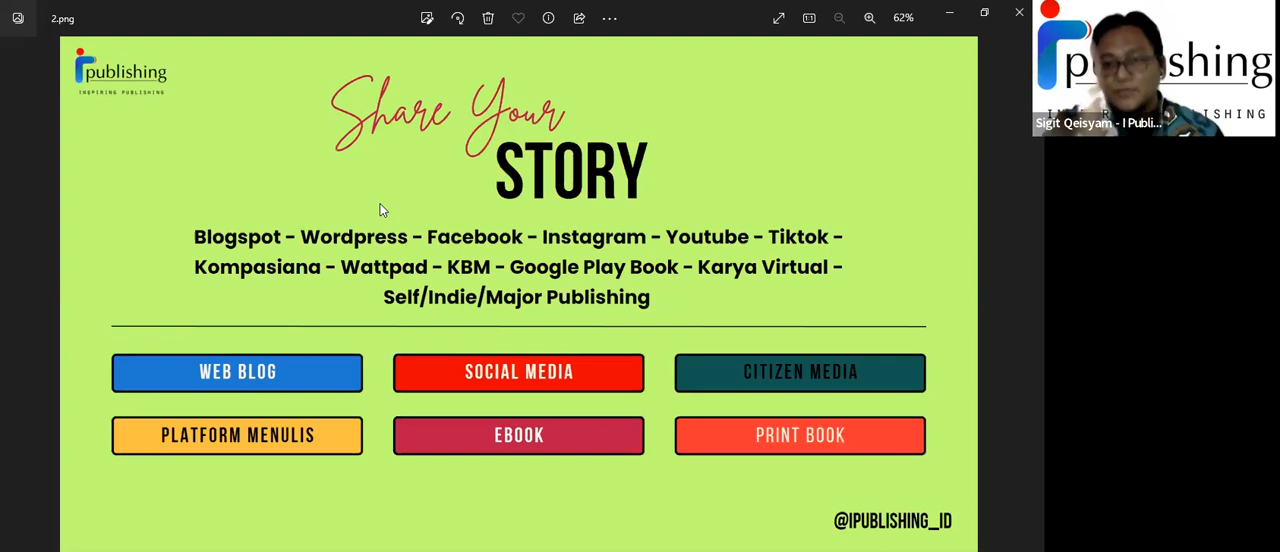 2.png
62%
publishing
INSPIRING PUBLISHING
Share Your
STORY
Blogspot - Wordpress - Facebook - Instagram - Youtube - Tiktok -
Kompasiana - Wattpad - KBM - Google Play Book - Karya Virtual -
Self/Indie/Major Publishing
WEB BLOG
SOCIAL MEDIA
CITIZEN MEDIA
PLATFORM MENULIS
EBOOK
PRINT BOOK
@IPUBLISHING_ID
Sigit Qeisyam - I Publi...